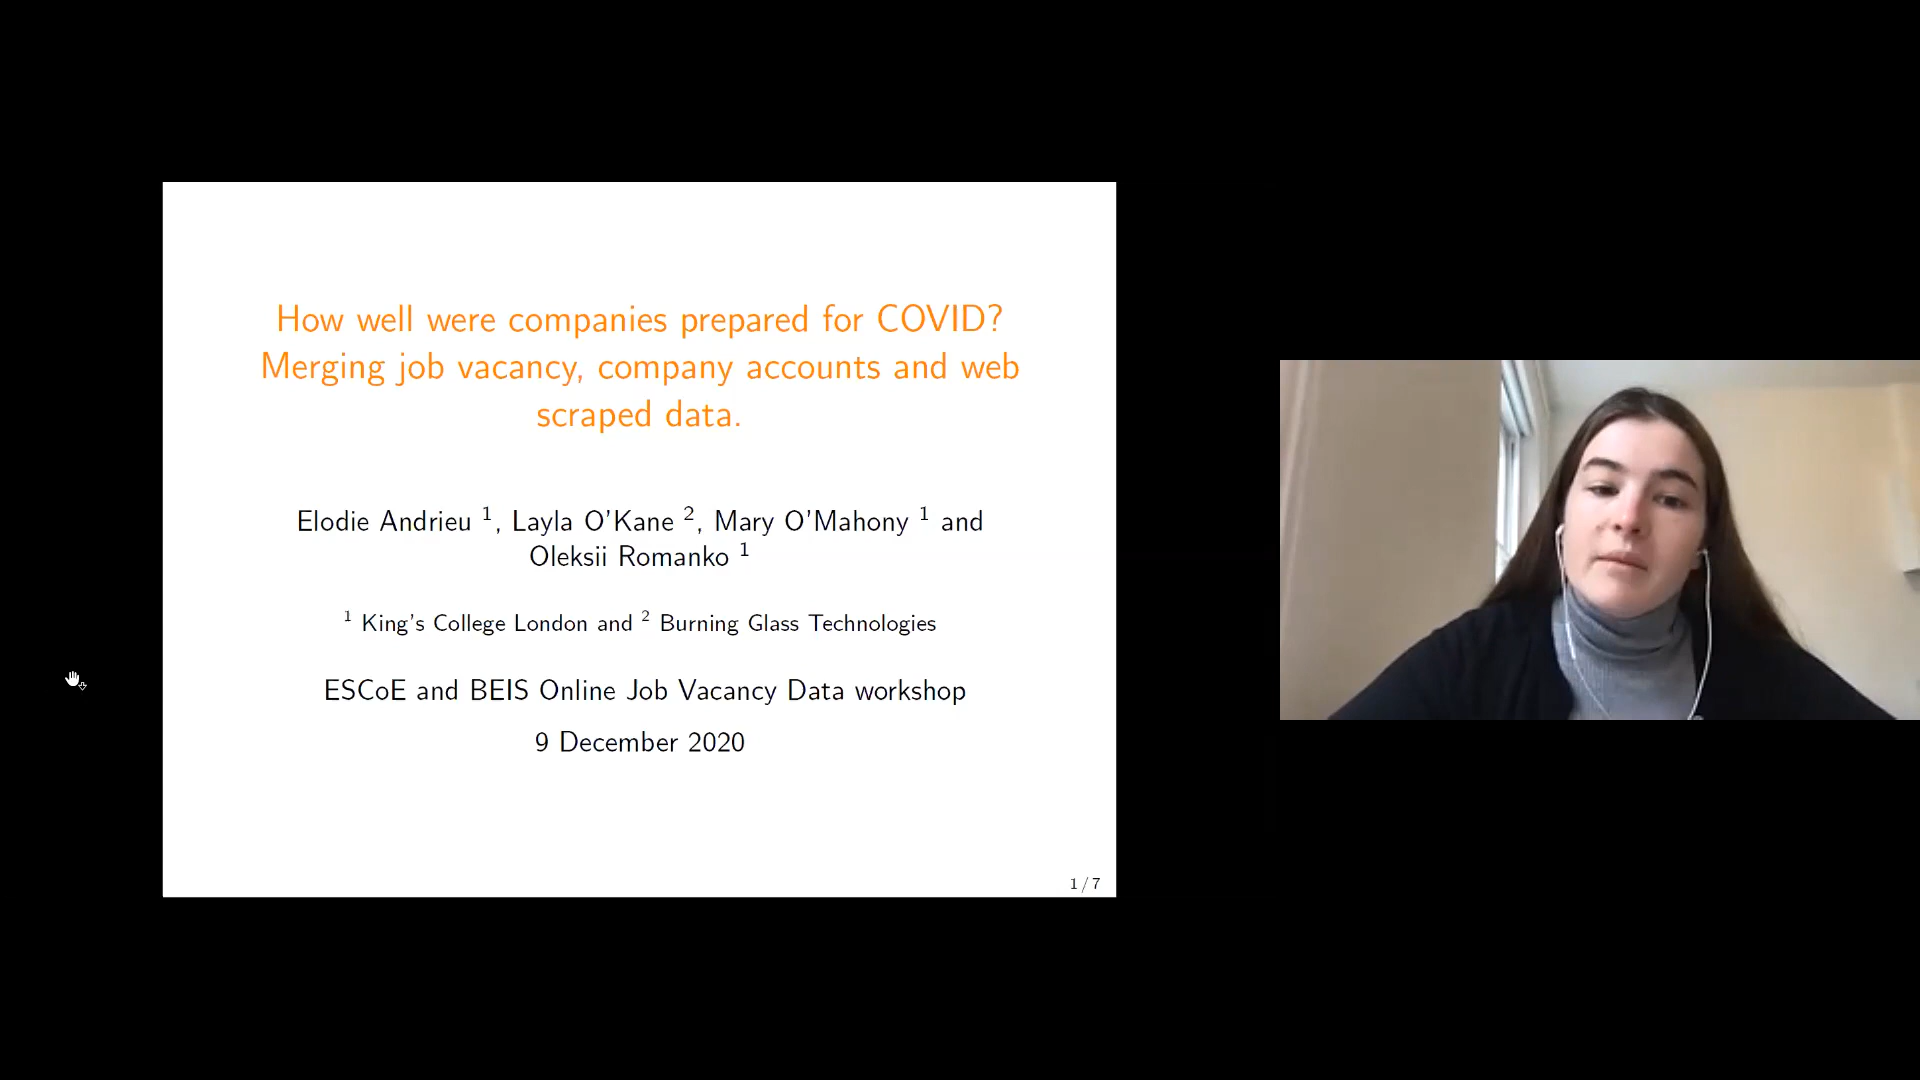 How well were companies prepared for COVID?
Merging job vacancy, company accounts and web
scraped data.
Elodie Andrieu ¹, Layla O'Kane ², Mary O'Mahony ¹ and
Oleksii Romanko ¹
¹ King's College London and ² Burning Glass Technologies
ESCoE and BEIS Online Job Vacancy Data workshop
9 December 2020
1 / 7